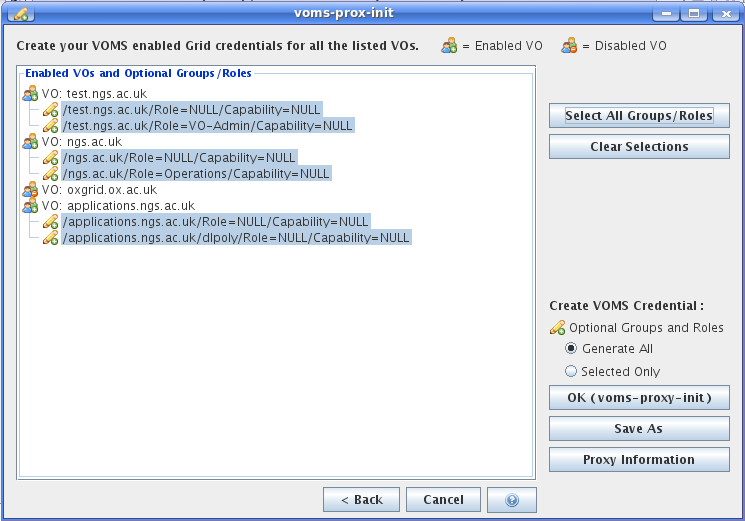 voms-prox-init
Create your VOMS enabled Grid credentials for all the listed VOs. = Enabled VO = Disabled VO
Enabled VOs and Optional Groups/Roles
VO: test.ngs.ac.uk
/test.ngs.ac.uk/Role=NULL/Capability=NULL
/test.ngs.ac.uk/Role=VO-Admin/Capability=NULL
VO: ngs.ac.uk
/ngs.ac.uk/Role=NULL/Capability=NULL
/ngs.ac.uk/Role=Operations/Capability=NULL
VO: oxgrid.ox.ac.uk
VO: applications.ngs.ac.uk
/applications.ngs.ac.uk/Role=NULL/Capability=NULL
/applications.ngs.ac.uk/dlpoly/Role=NULL/Capability=NULL
Select All Groups/Roles
Clear Selections
Create VOMS Credential :
Optional Groups and Roles
Generate All
Selected Only
OK (voms-proxy-init)
Save As
Proxy Information
< Back
Cancel
?